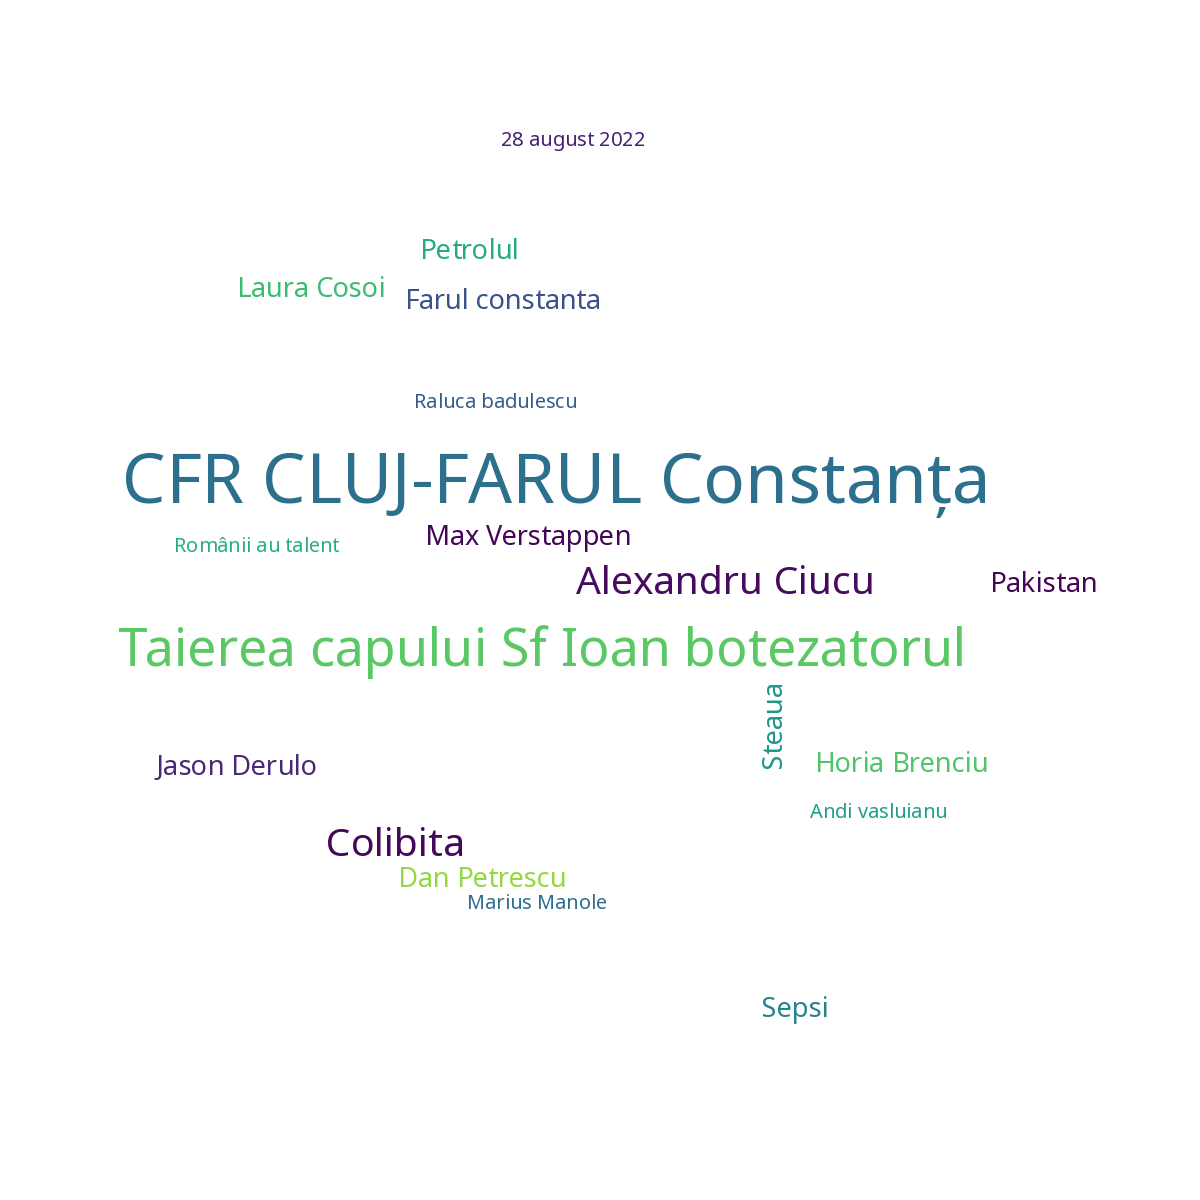 28 august 2022
Petrolul
Laura Cosoi
Farul constanta
Raluca badulescu
CFR CLUJ-FARUL Constanța
Max Verstappen
Românii au talent
Alexandru Ciucu
Pakistan
Taierea capului Sf Ioan botezatorul
Steaua
Jason Derulo
Horia Brenciu
Andi vasluianu
Colibita
Dan Petrescu
Marius Manole
Sepsi